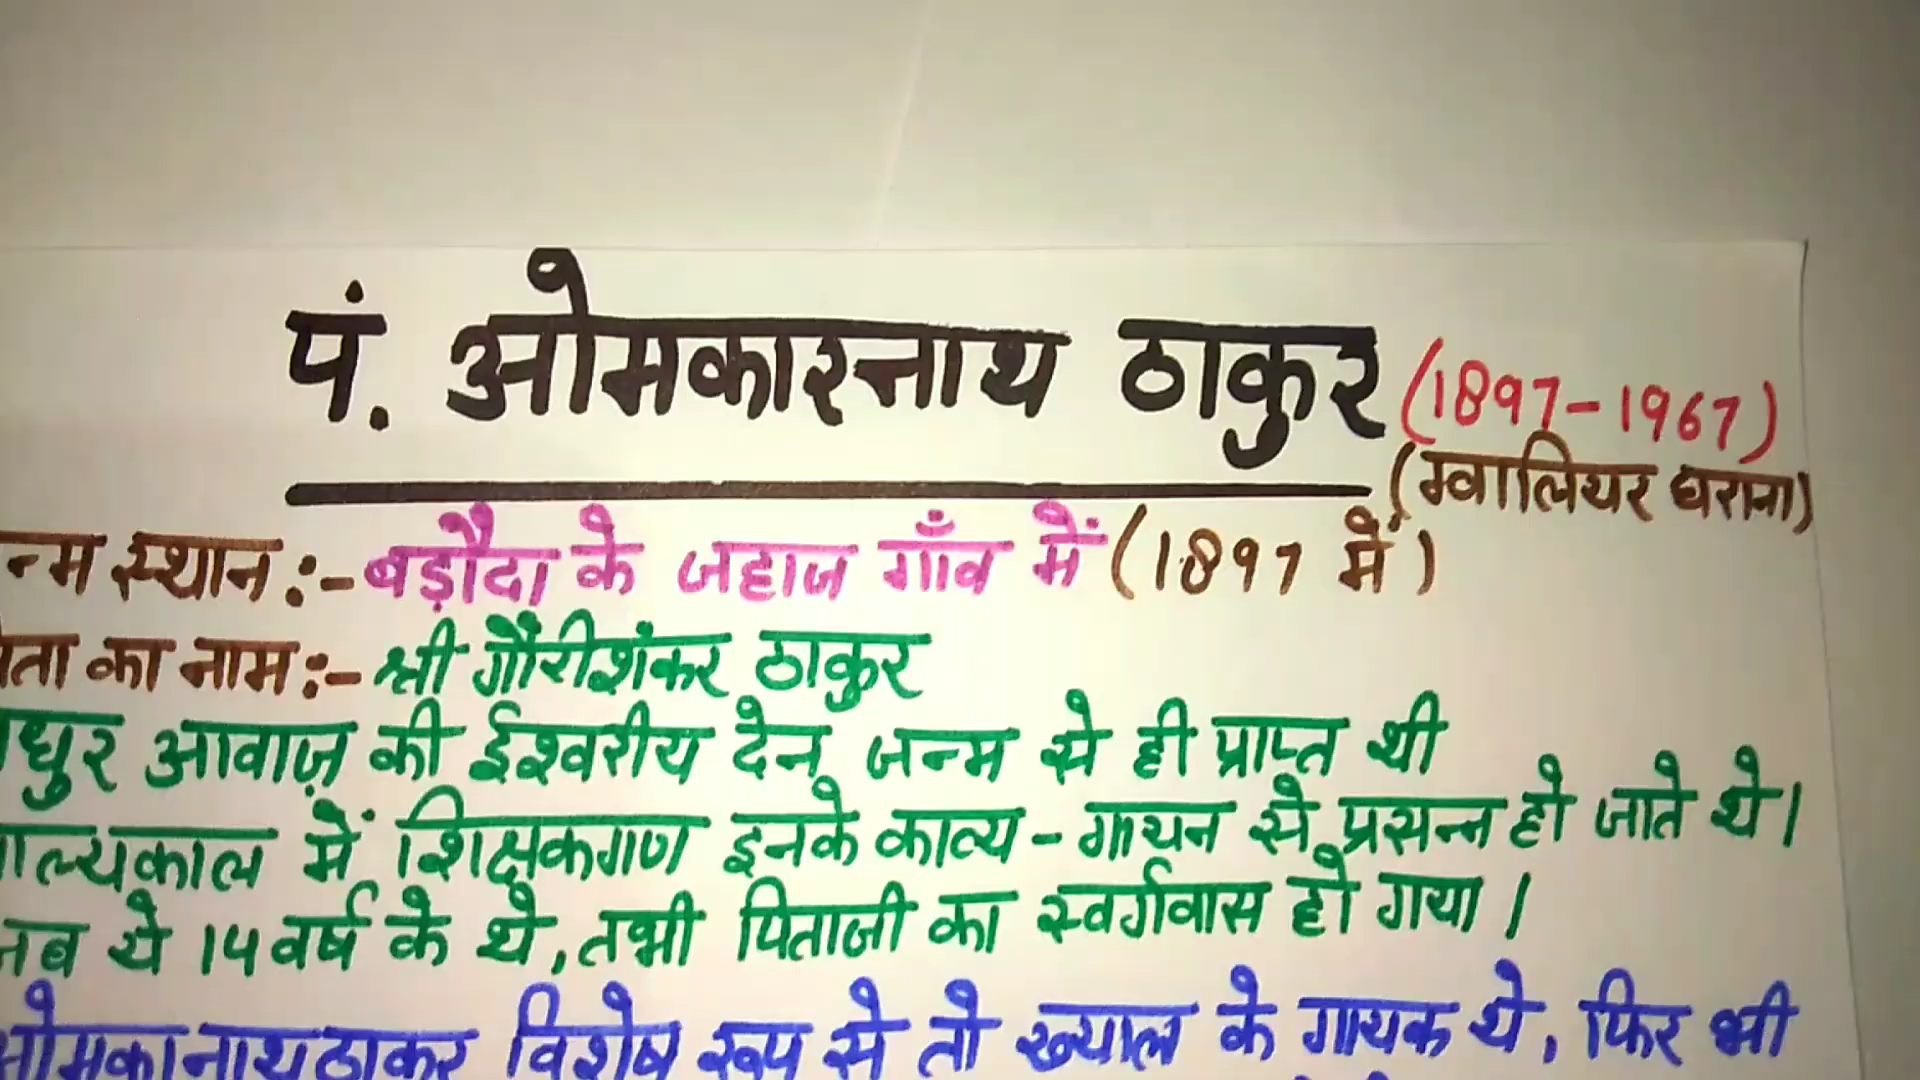 पं. ओमकारनाथ ठाकुर (1897-1967)
(ग्वालियर घराना)
न्म स्थान:- बड़ौदा के जहाज गाँव में (1897 में)
पिता का नाम:- श्री गौरीशंकर ठाकुर
मधुर आवाज़ की ईश्वरीय देन जन्म से ही प्राप्त थी
बाल्यकाल में शिक्षकगण इनके काव्य-गायन से प्रसन्न हो जाते थे।
जब ये 14 वर्ष के थे, तभी पिताजी का स्वर्गवास हो गया।
ओमकानाथ ठाकुर विशेष रूप से तो ख्याल के गायक थे, फिर भी